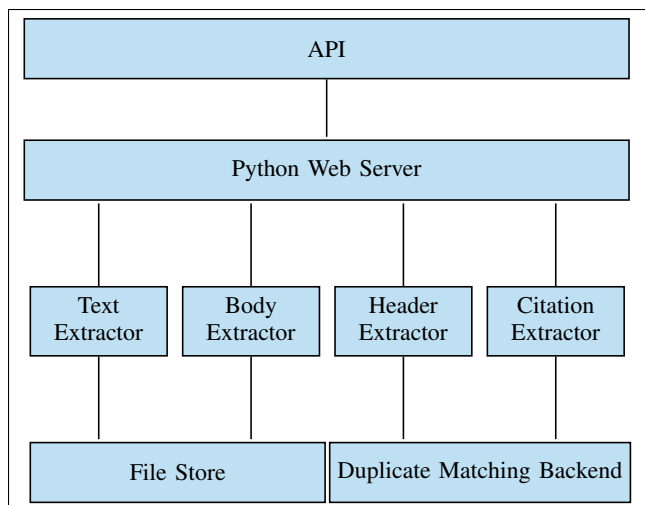 API
Python Web Server
Text
Extractor
Body
Extractor
Header
Extractor
Citation
Extractor
File Store
Duplicate Matching Backend